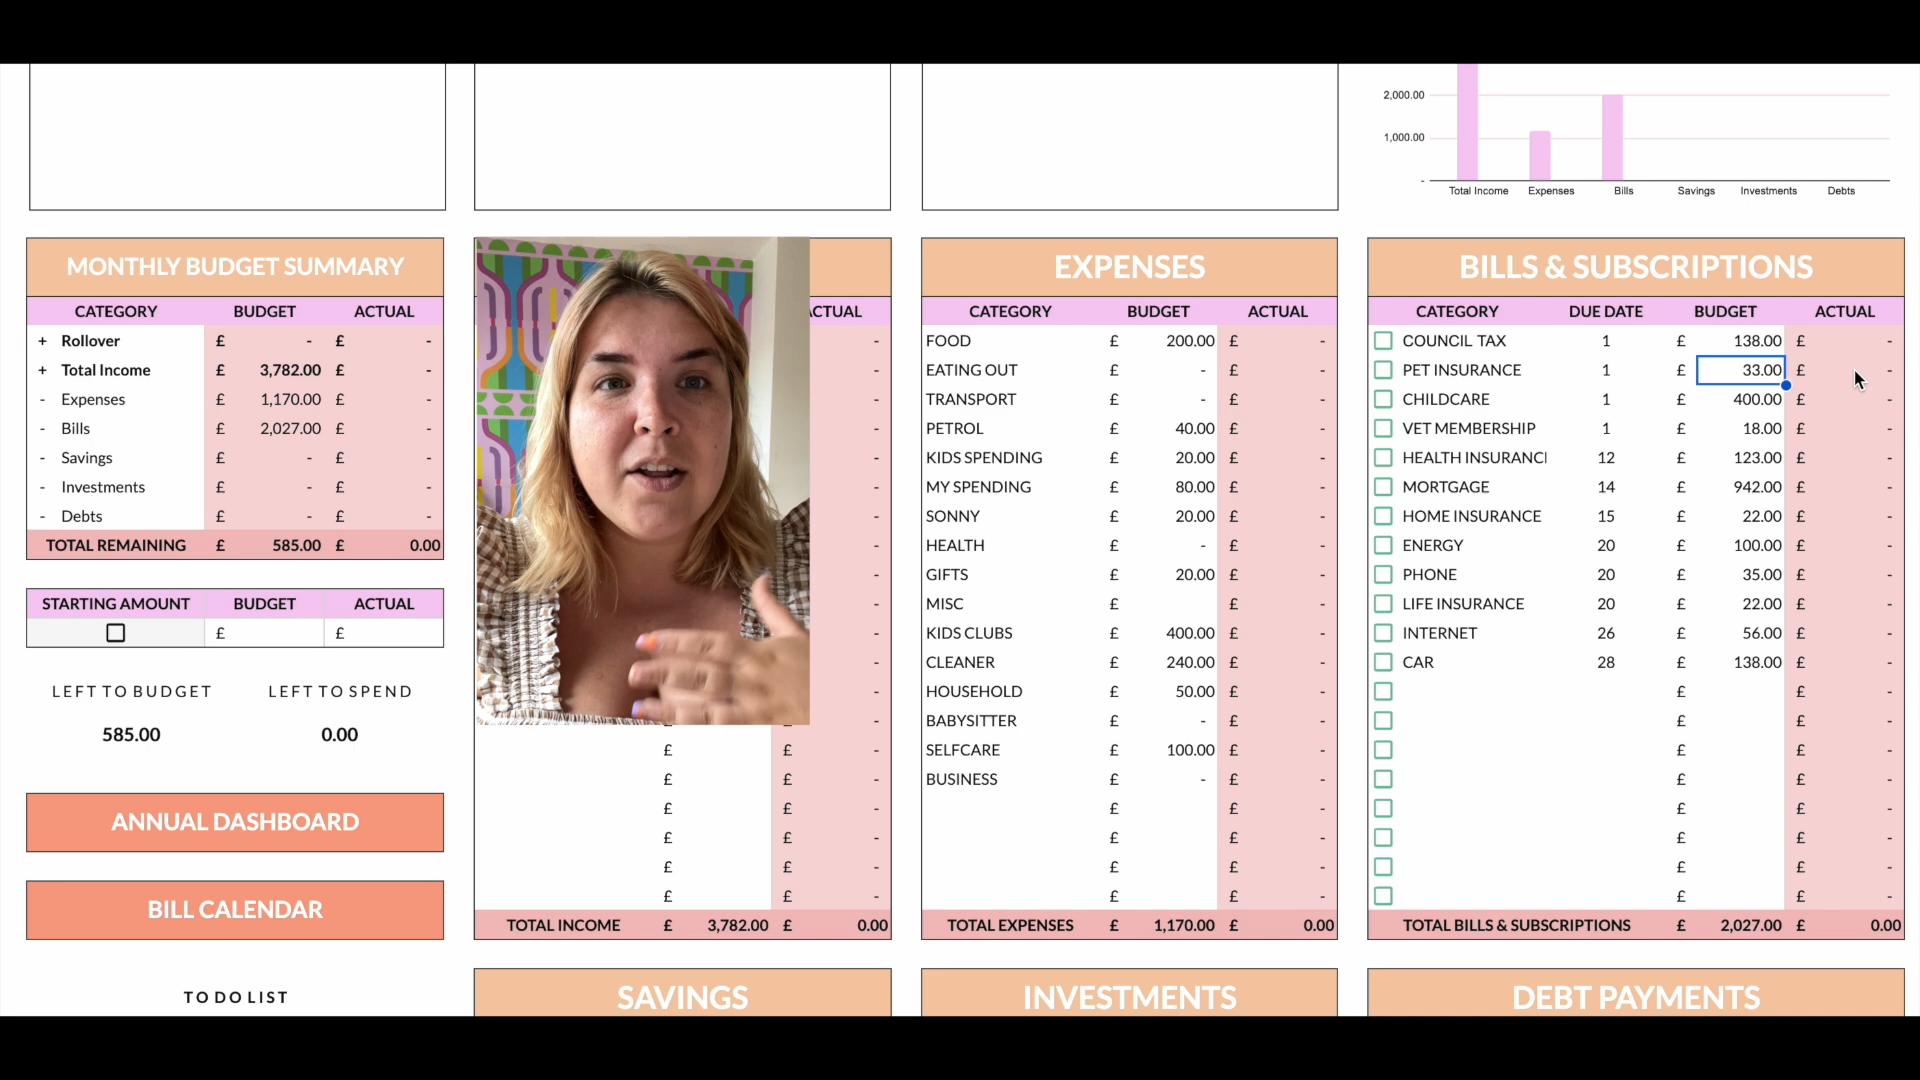 2,000.00
1,000.00
-
Total Income Expenses Bills Savings Investments Debts
MONTHLY BUDGET SUMMARY
CATEGORY BUDGET ACTUAL
+ Rollover £ - £ -
+ Total Income £ 3,782.00 £ -
- Expenses £ 1,170.00 £ -
- Bills £ 2,027.00 £ -
- Savings £ - £ -
- Investments £ - £ -
- Debts £ - £ -
TOTAL REMAINING £ 585.00 £ 0.00
STARTING AMOUNT BUDGET ACTUAL
£ £
LEFT TO BUDGET LEFT TO SPEND
585.00 0.00
ANNUAL DASHBOARD
BILL CALENDAR
TO DO LIST
CTUAL
-
-
-
-
-
-
-
-
-
-
-
-
-
£ £ -
£ £ -
£ £ -
£ £ -
£ £ -
£ £ -
£ £ -
TOTAL INCOME £ 3,782.00 £ 0.00
SAVINGS
EXPENSES
CATEGORY BUDGET ACTUAL
FOOD £ 200.00 £ -
EATING OUT £ - £ -
TRANSPORT £ - £ -
PETROL £ 40.00 £ -
KIDS SPENDING £ 20.00 £ -
MY SPENDING £ 80.00 £ -
SONNY £ 20.00 £ -
HEALTH £ - £ -
GIFTS £ 20.00 £ -
MISC £ £ -
KIDS CLUBS £ 400.00 £ -
CLEANER £ 240.00 £ -
HOUSEHOLD £ 50.00 £ -
BABYSITTER £ - £ -
SELFCARE £ 100.00 £ -
BUSINESS £ - £ -
£ £ -
£ £ -
£ £ -
£ £ -
TOTAL EXPENSES £ 1,170.00 £ 0.00
INVESTMENTS
BILLS & SUBSCRIPTIONS
CATEGORY DUE DATE BUDGET ACTUAL
COUNCIL TAX 1 £ 138.00 £ -
PET INSURANCE 1 £ 33.00 £ -
CHILDCARE 1 £ 400.00 £ -
VET MEMBERSHIP 1 £ 18.00 £ -
HEALTH INSURANC 12 £ 123.00 £ -
MORTGAGE 14 £ 942.00 £ -
HOME INSURANCE 15 £ 22.00 £ -
ENERGY 20 £ 100.00 £ -
PHONE 20 £ 35.00 £ -
LIFE INSURANCE 20 £ 22.00 £ -
INTERNET 26 £ 56.00 £ -
CAR 28 £ 138.00 £ -
£ £ -
£ £ -
£ £ -
£ £ -
£ £ -
£ £ -
£ £ -
£ £ -
TOTAL BILLS & SUBSCRIPTIONS £ 2,027.00 £ 0.00
DEBT PAYMENTS